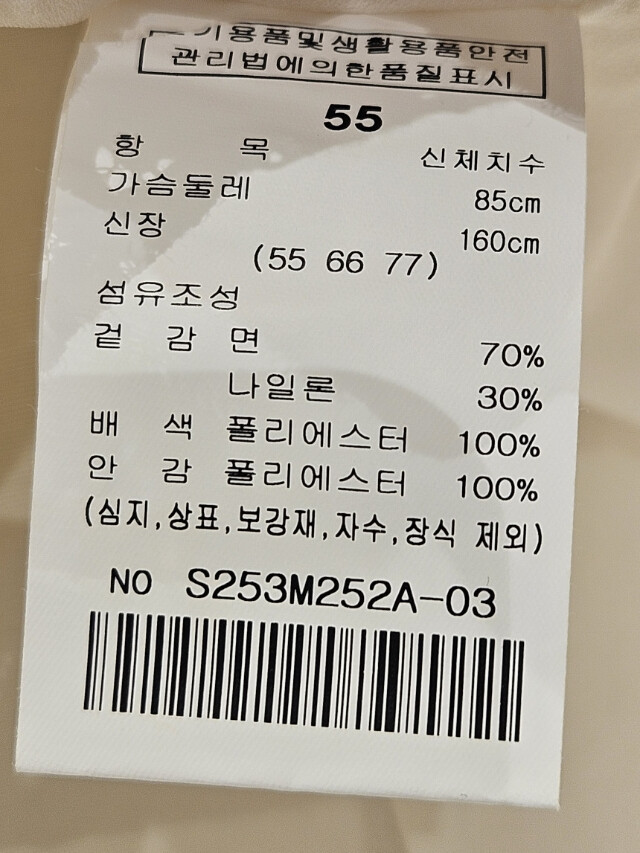 기용품및생활용품안전
관리법에의한품질표시
55
항 목 신체치수
가슴둘레 85cm
신장 160cm
(55 66 77)
섬유조성
겉 감 면 70%
나일론 30%
배 색 폴리에스터 100%
안 감 폴리에스터 100%
(심지,상표,보강재,자수,장식 제외)
NO S253M252A-03